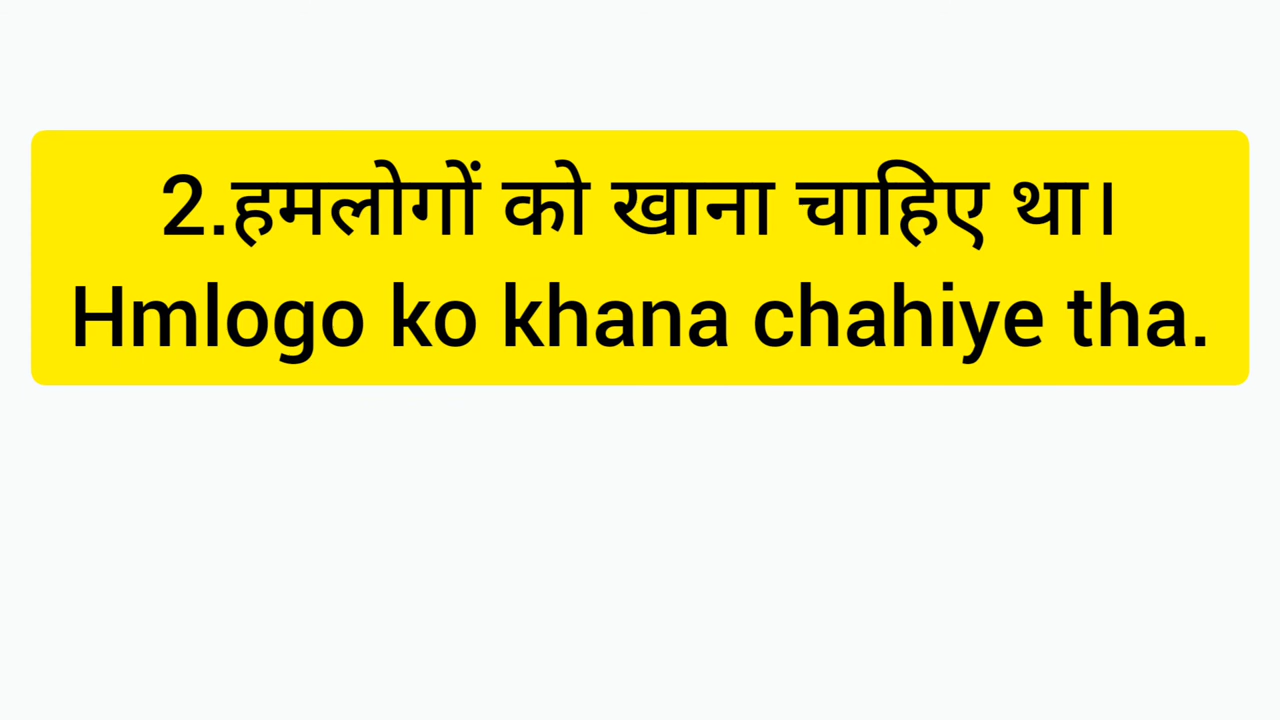 2.हमलोगों को खाना चाहिए था।
Hmlogo ko khana chahiye tha.